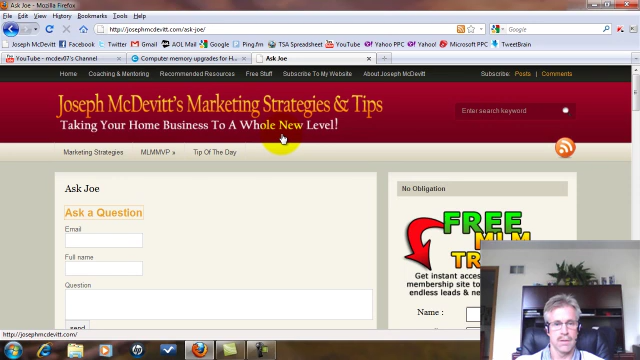 Ask Joe - Mozilla Firefox
File Edit View History Bookmarks Tools Help
http://josephmcdevitt.com/ask-joe/
Google
Joseph McDevitt Gmail AOL Mail Google Facebook Twitter Ping.fm TSA Spreadsheet YouTube Yahoo PPC Google PPC Microsoft PPC TweetBrain
YouTube - mcdev07's Channel
Computer memory upgrades for H...
Ask Joe
Home Coaching & Mentoring Recommended Resources Free Stuff Subscribe To My Website About Joseph McDevitt Subscribe: Posts | Comments
Joseph McDevitt's Marketing Strategies & Tips
Taking Your Home Business To A Whole New Level!
Enter search keyword
Marketing Strategies MLMMVP » Tip Of The Day
Ask Joe
Ask a Question
Email
Full name
Question
send
No Obligation
FREE
MLM
Get instant
membership site to
endless leads & ne
Name :
http://josephmcdevitt.com/